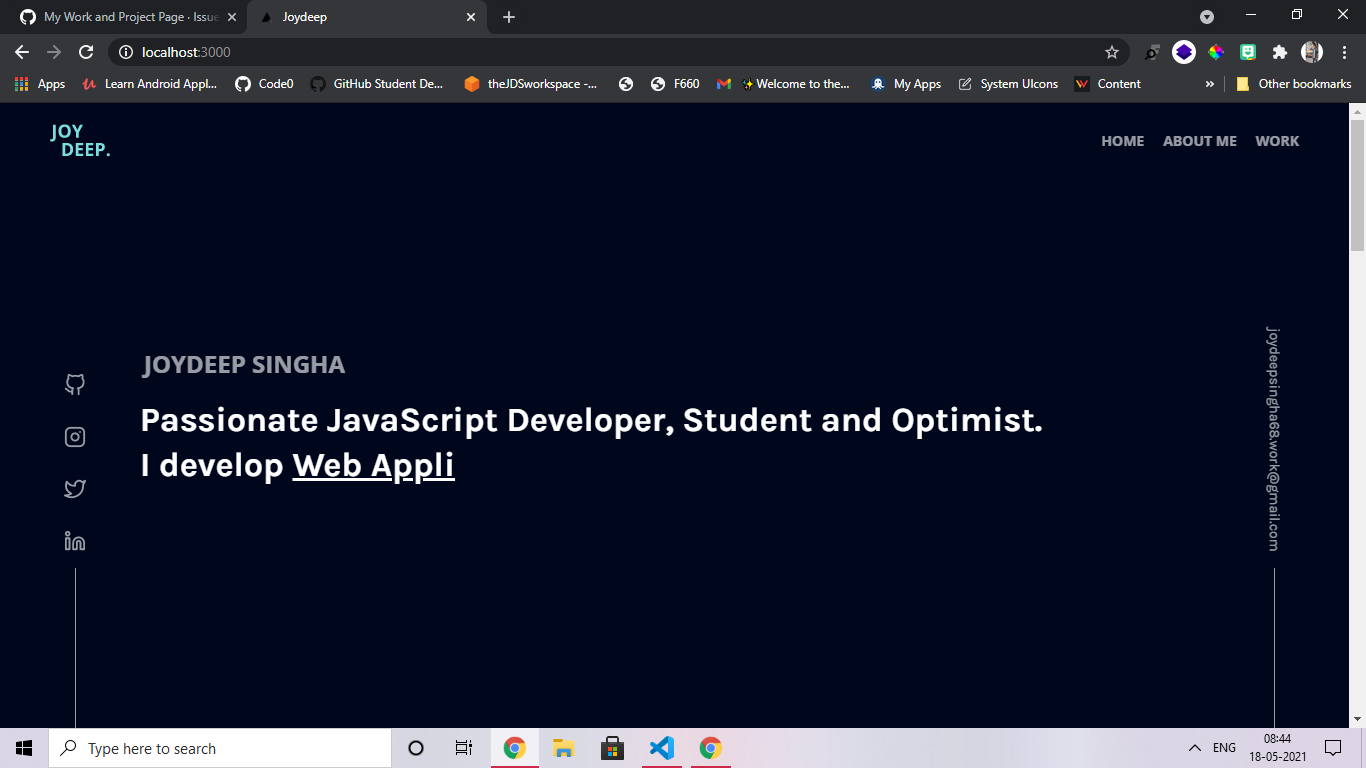 My Work and Project Page · Issue
Joydeep
localhost:3000
Apps
Learn Android Appl...
Code0
GitHub Student De...
theJDSworkspace -...
F660
✨Welcome to the...
My Apps
System UIcons
Content
»
Other bookmarks
JOY
DEEP.
HOME
ABOUT ME
WORK
JOYDEEP SINGHA
Passionate JavaScript Developer, Student and Optimist.
I develop Web Appli
joydeepsingha68.work@gmail.com
Type here to search
ENG
08:44
18-05-2021